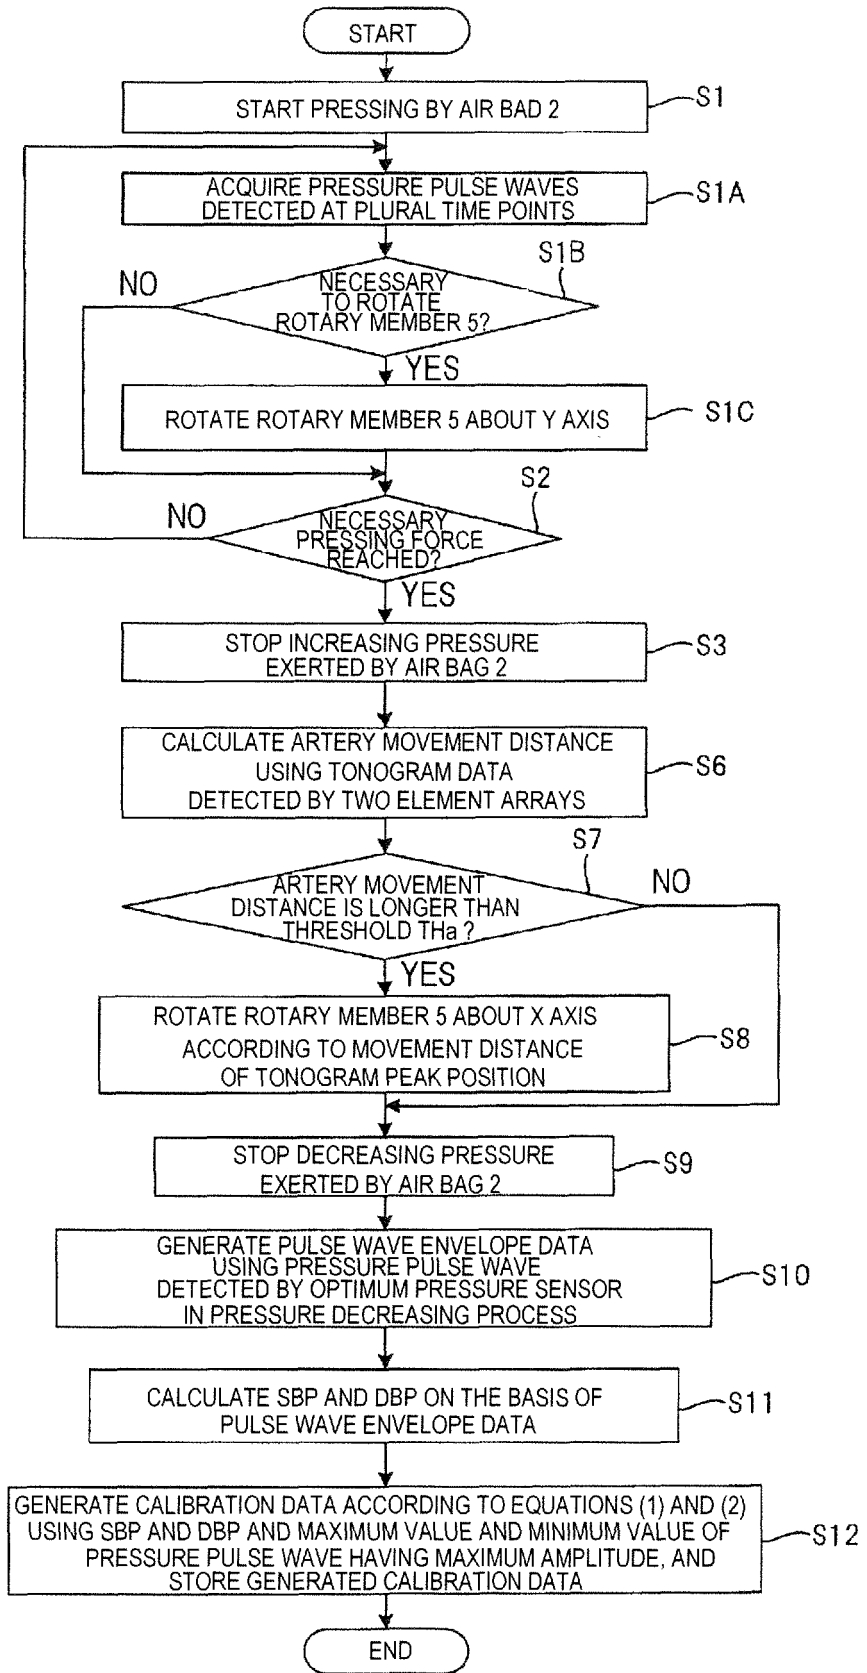 START
START PRESSING BY AIR BAD 2
S1
ACQUIRE PRESSURE PULSE WAVES
DETECTED AT PLURAL TIME POINTS
S1A
NECESSARY
TO ROTATE
ROTARY MEMBER 5?
S1B
NO
YES
ROTATE ROTARY MEMBER 5 ABOUT Y AXIS
S1C
NECESSARY
PRESSING FORCE
REACHED?
S2
NO
YES
STOP INCREASING PRESSURE
EXERTED BY AIR BAG 2
S3
CALCULATE ARTERY MOVEMENT DISTANCE
USING TONOGRAM DATA
DETECTED BY TWO ELEMENT ARRAYS
S6
ARTERY MOVEMENT
DISTANCE IS LONGER THAN
THRESHOLD THa ?
S7
NO
YES
ROTATE ROTARY MEMBER 5 ABOUT X AXIS
ACCORDING TO MOVEMENT DISTANCE
OF TONOGRAM PEAK POSITION
S8
STOP DECREASING PRESSURE
EXERTED BY AIR BAG 2
S9
GENERATE PULSE WAVE ENVELOPE DATA
USING PRESSURE PULSE WAVE
DETECTED BY OPTIMUM PRESSURE SENSOR
IN PRESSURE DECREASING PROCESS
S10
CALCULATE SBP AND DBP ON THE BASIS OF
PULSE WAVE ENVELOPE DATA
S11
GENERATE CALIBRATION DATA ACCORDING TO EQUATIONS (1) AND (2)
USING SBP AND DBP AND MAXIMUM VALUE AND MINIMUM VALUE OF
PRESSURE PULSE WAVE HAVING MAXIMUM AMPLITUDE, AND
STORE GENERATED CALIBRATION DATA
S12
END